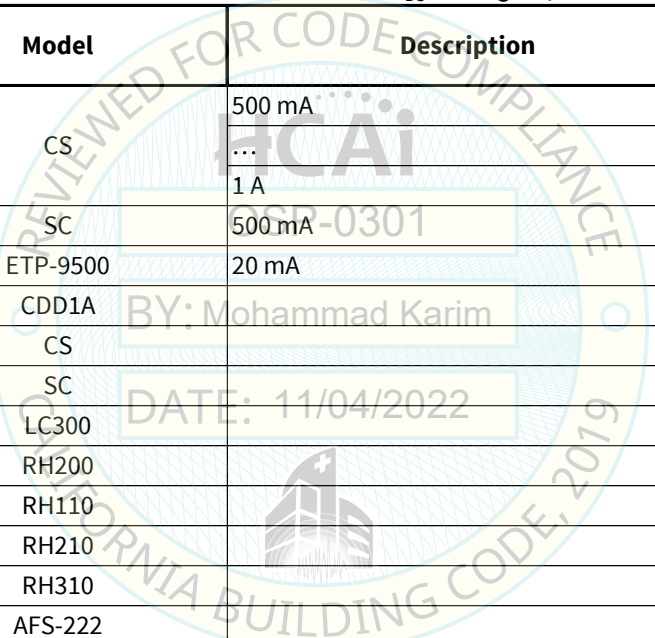 Model Description
CS
500 mA
...
1 A
SC 500 mA
ETP-9500 20 mA
CDD1A
CS
SC
LC300
RH200
RH110
RH210
RH310
AFS-222
REVIEWED FOR CODE COMPLIANCE
HCAi
OSP-0301
BY: Mohammad Karim
DATE: 11/04/2022
CALIFORNIA BUILDING CODE, 2019